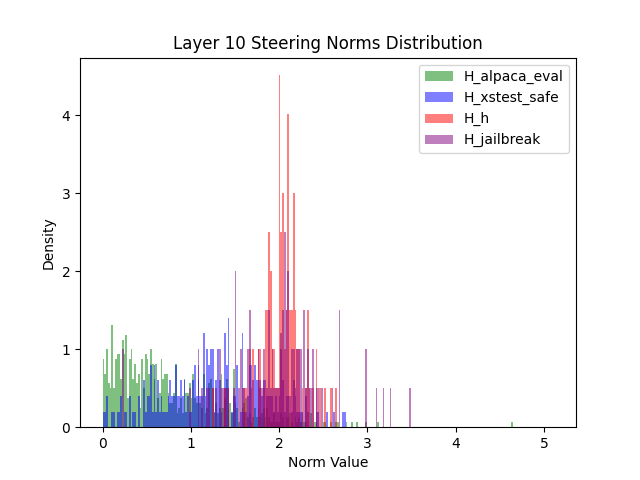 Layer 10 Steering Norms Distribution
H_alpaca_eval
H_xstest_safe
H_h
H_jailbreak
Density
4
3
2
1
0
0 1 2 3 4 5
Norm Value